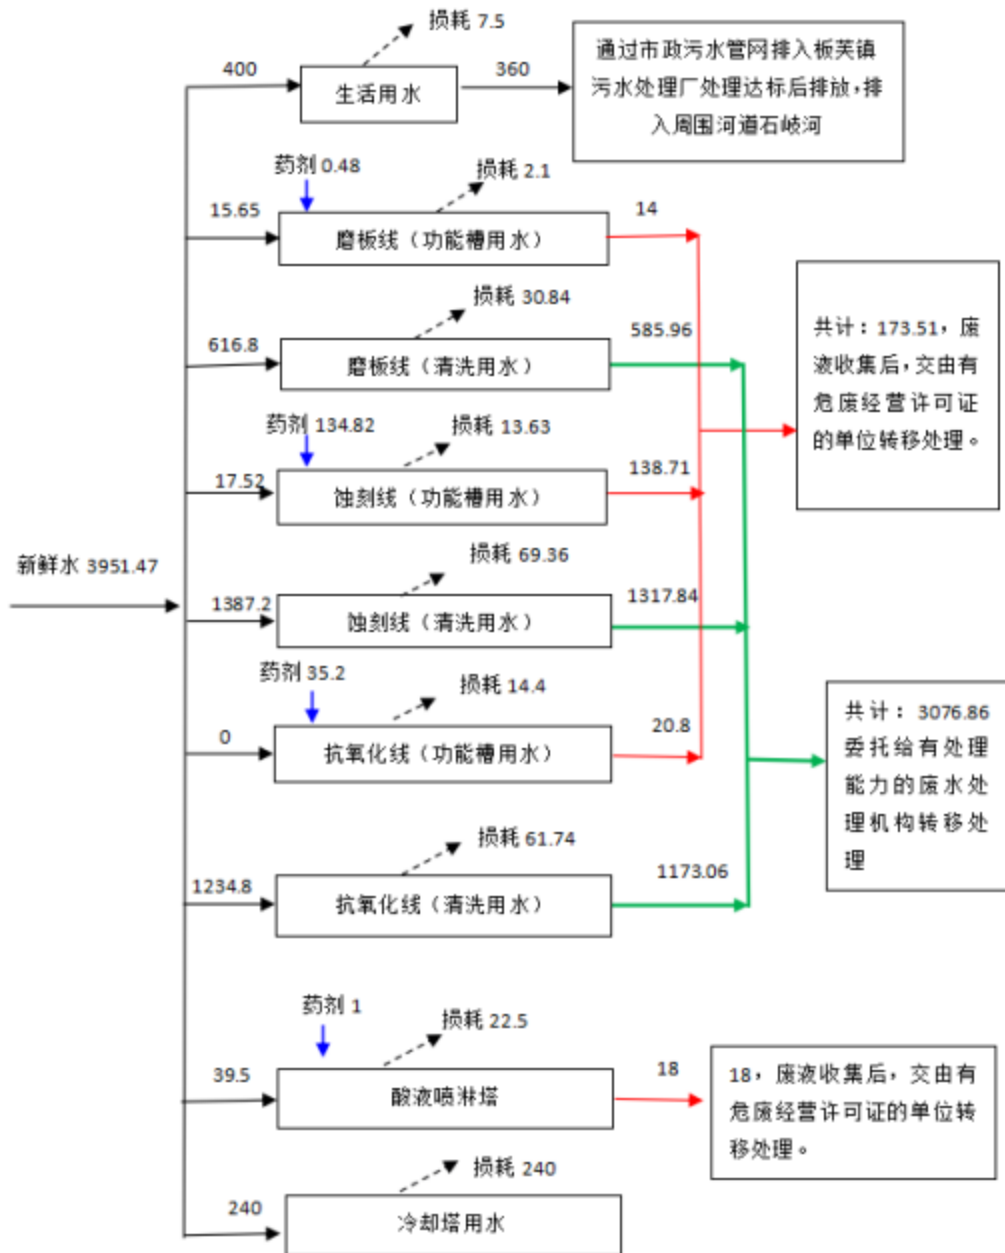 损耗 7.5
400
生活用水
360
通过市政污水管网排入板芙镇
污水处理厂处理达标后排放，排
入周围河道石岐河
药剂 0.48
损耗 2.1
15.65
磨板线（功能槽用水）
14
损耗 30.84
616.8
磨板线（清洗用水）
585.96
共计：173.51，废
液收集后，交由有
危废经营许可证
的单位转移处理。
药剂 134.82
损耗 13.63
17.52
蚀刻线（功能槽用水）
138.71
新鲜水 3951.47
损耗 69.36
1387.2
蚀刻线（清洗用水）
1317.84
药剂 35.2
损耗 14.4
0
抗氧化线（功能槽用水）
20.8
共计：3076.86
委托给有处理
能力的废水处
理机构转移处
理
损耗 61.74
1234.8
抗氧化线（清洗用水）
1173.06
药剂 1
损耗 22.5
39.5
酸液喷淋塔
18
18，废液收集后，交由有
危废经营许可证的单位转
移处理。
损耗 240
240
冷却塔用水